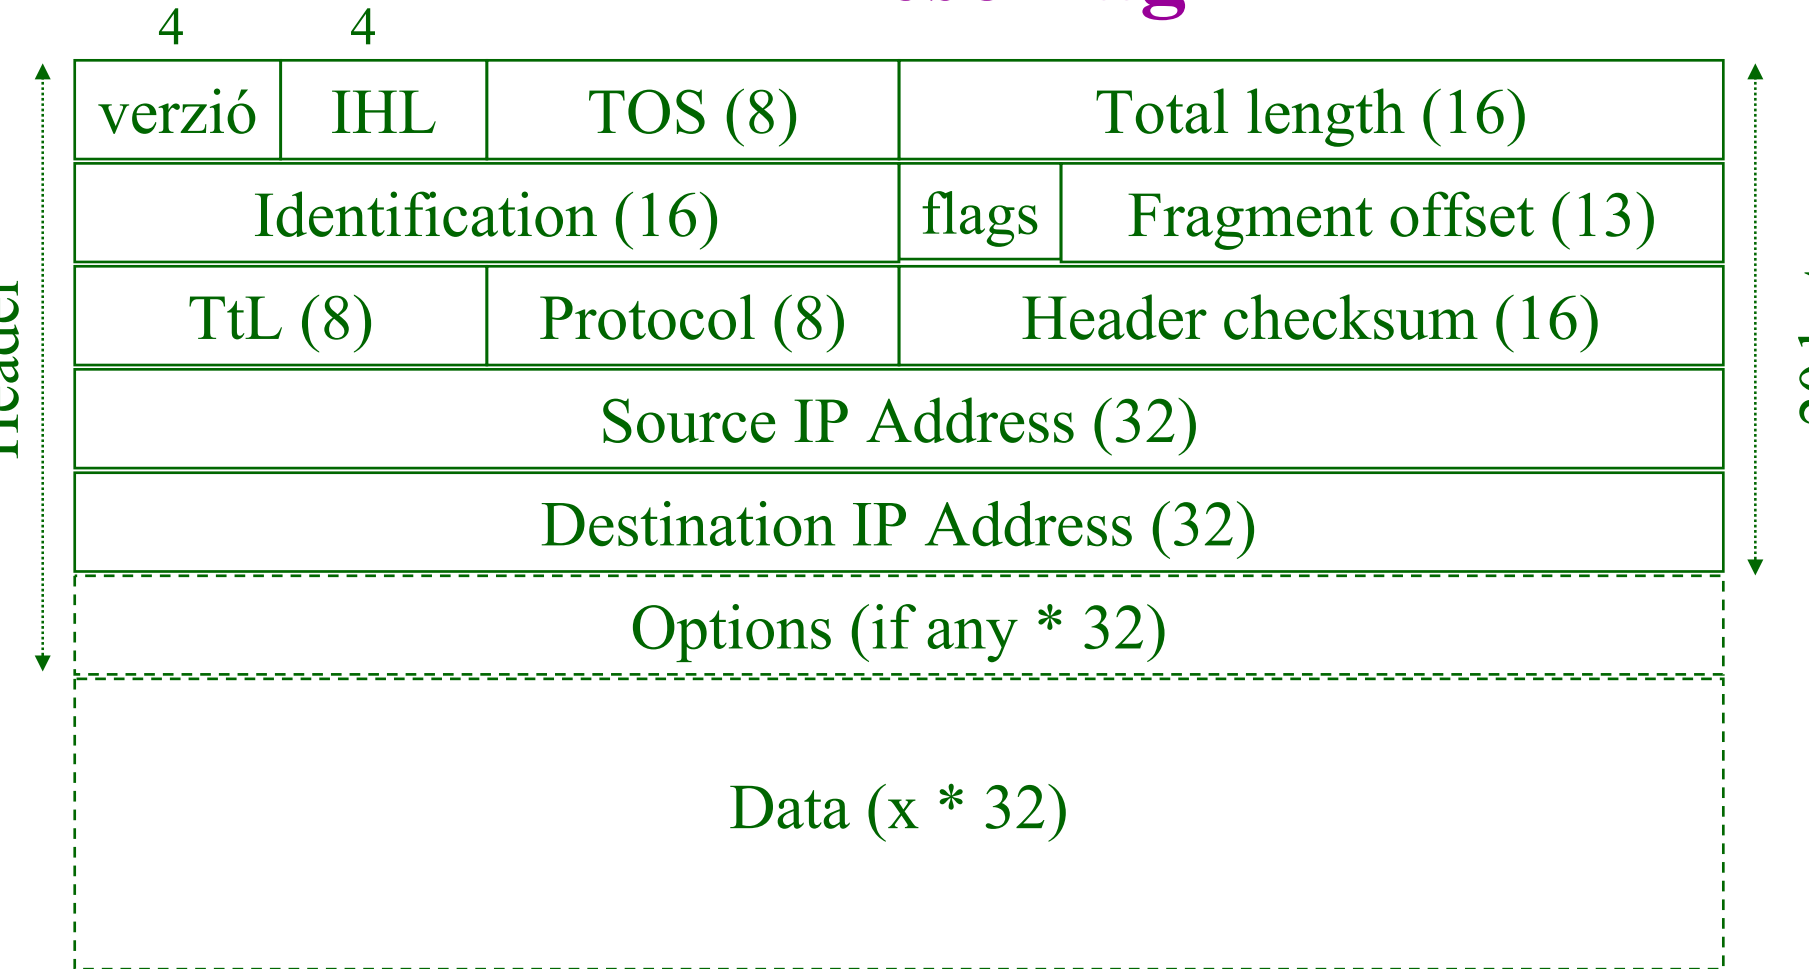 4 4
verzió IHL TOS (8) Total length (16)
Identification (16) flags Fragment offset (13)
TtL (8) Protocol (8) Header checksum (16)
Header
Source IP Address (32)
Destination IP Address (32)
Options (if any * 32)
Data (x * 32)